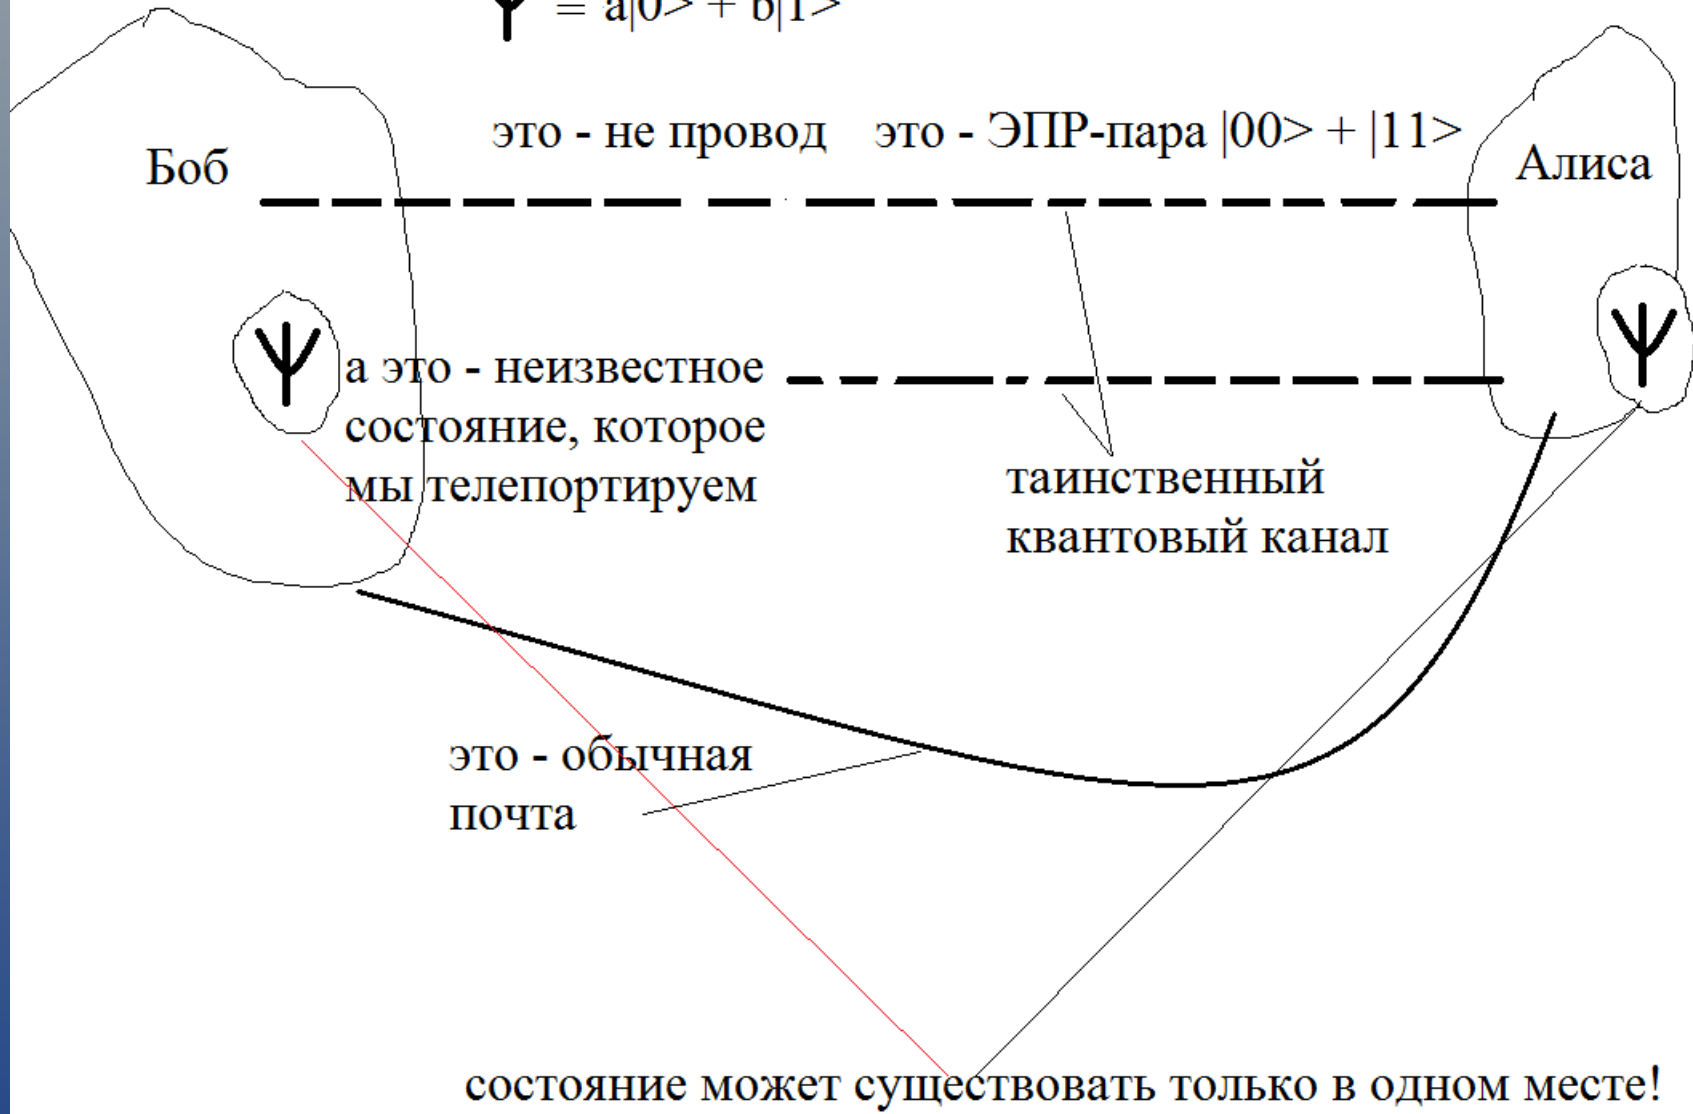 Ψ = a|0> + b|1>
это - не провод это - ЭПР-пара |00> + |11>
Боб
Алиса
Ψ
Ψ
а это - неизвестное
состояние, которое
мы телепортируем
таинственный
квантовый канал
это - обычная
почта
состояние может существовать только в одном месте!